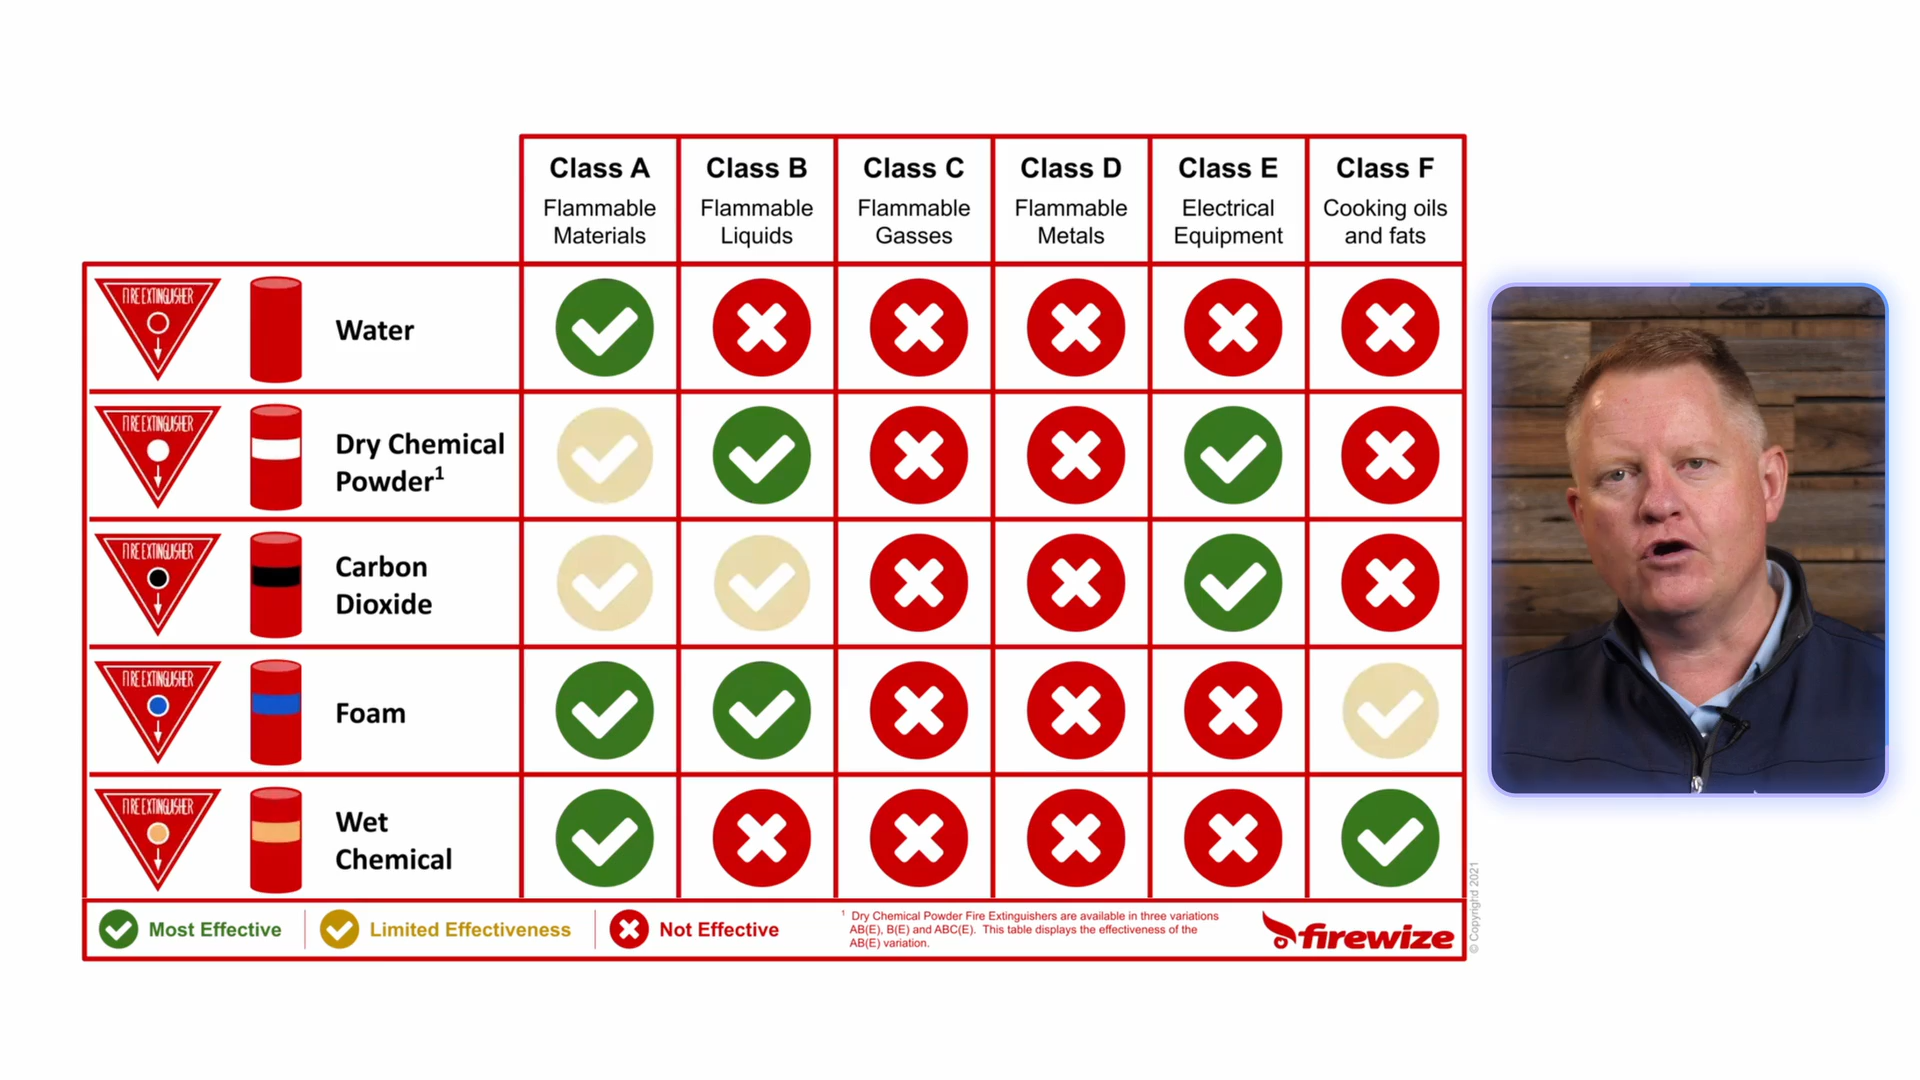 Class A
Flammable
Materials
Class B
Flammable
Liquids
Class C
Flammable
Gasses
Class D
Flammable
Metals
Class E
Electrical
Equipment
Class F
Cooking oils
and fats
FIRE EXTINGUISHER
Water
FIRE EXTINGUISHER
Dry Chemical
Powder1
FIRE EXTINGUISHER
Carbon
Dioxide
FIRE EXTINGUISHER
Foam
FIRE EXTINGUISHER
Wet
Chemical
Most Effective
Limited Effectiveness
Not Effective
1 Dry Chemical Powder Fire Extinguishers are available in three variations
AB(E), B(E) and ABC(E). This table displays the effectiveness of the
AB(E) variation.
firewize
© Copyright 2021